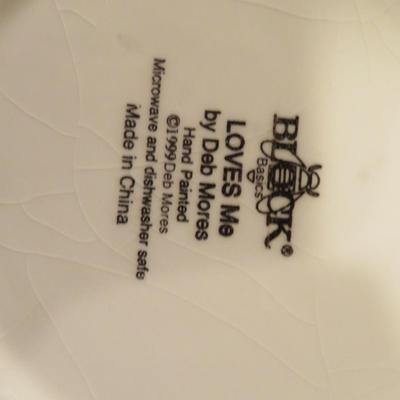 BLOCK®
Basics
LOVES Me
by Deb Mores
Hand Painted
©1999 Deb Mores
Microwave and dishwasher safe
Made in China